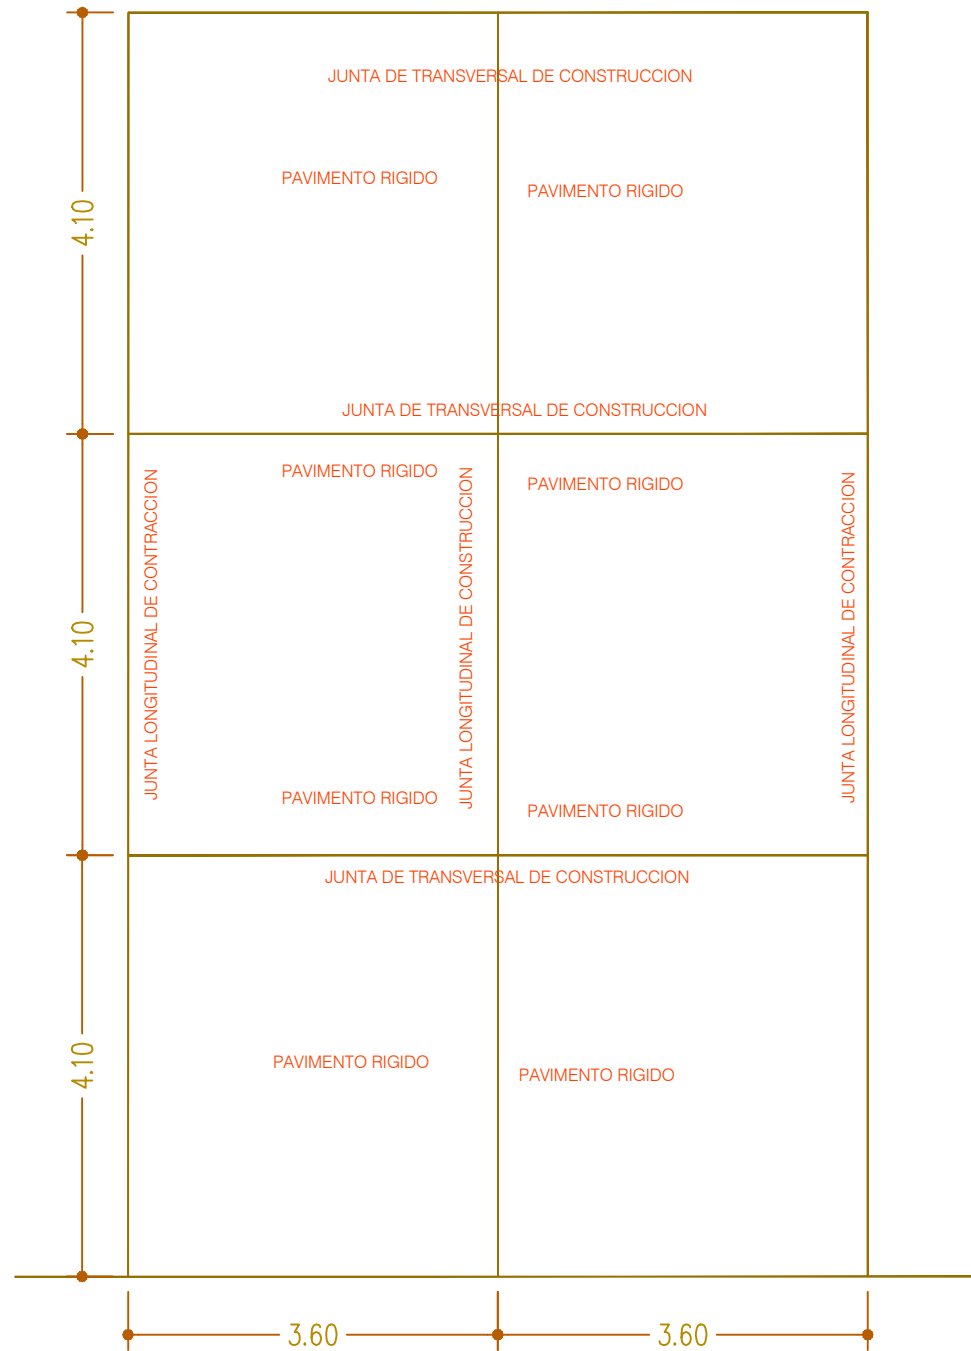 JUNTA DE TRANSVERSAL DE CONSTRUCCION
PAVIMENTO RIGIDO
PAVIMENTO RIGIDO
4.10
JUNTA DE TRANSVERSAL DE CONSTRUCCION
PAVIMENTO RIGIDO
PAVIMENTO RIGIDO
4.10
JUNTA LONGITUDINAL DE CONTRACCION
JUNTA LONGITUDINAL DE CONSTRUCCION
JUNTA LONGITUDINAL DE CONTRACCION
PAVIMENTO RIGIDO
PAVIMENTO RIGIDO
JUNTA DE TRANSVERSAL DE CONSTRUCCION
4.10
PAVIMENTO RIGIDO
PAVIMENTO RIGIDO
3.60
3.60